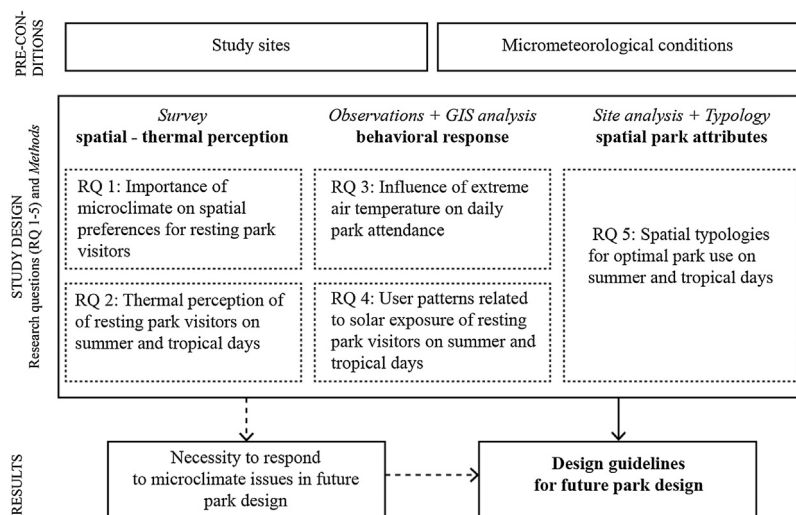 PRE-CON-
DITIONS
Study sites
Micrometeorological conditions
STUDY DESIGN
Research questions (RQ 1-5) and Methods
Survey
spatial - thermal perception
RQ 1: Importance of
microclimate on spatial
preferences for resting park
visitors
RQ 2: Thermal perception of
of resting park visitors on
summer and tropical days
Observations + GIS analysis
behavioral response
RQ 3: Influence of extreme
air temperature on daily
park attendance
RQ 4: User patterns related
to solar exposure of resting
park visitors on summer and
tropical days
Site analysis + Typology
spatial park attributes
RQ 5: Spatial typologies
for optimal park use on
summer and tropical days
RESULTS
Necessity to respond
to microclimate issues in future
park design
Design guidelines
for future park design